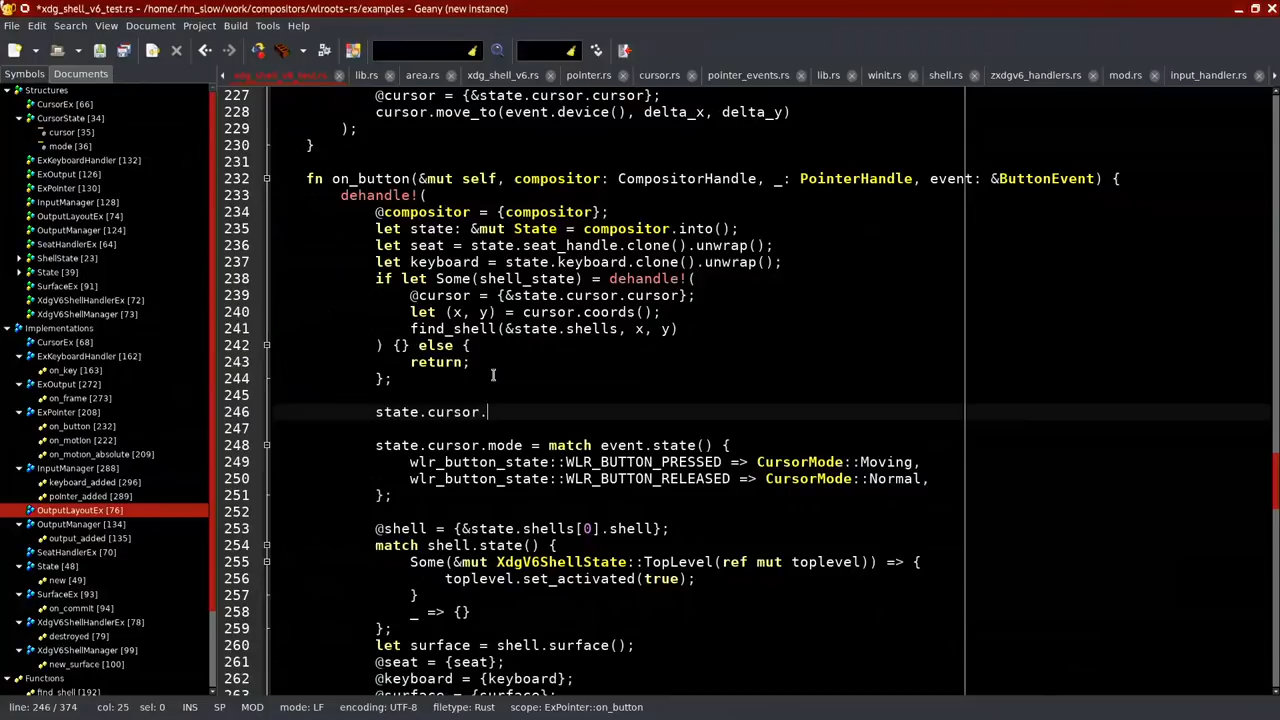 *xdg_shell_v6_test.rs - /home/.rhn_slow/work/compositors/wlroots-rs/examples - Geany (new instance)
File Edit Search View Document Project Build Tools Help
Symbols Documents
xdg_shell_v6_test.rs lib.rs area.rs xdg_shell_v6.rs pointer.rs cursor.rs pointer_events.rs lib.rs winit.rs shell.rs zxdgv6_handlers.rs mod.rs input_handler.rs
Structures
CursorEx [66]
CursorState [34]
cursor [35]
mode [36]
ExKeyboardHandler [132]
ExOutput [126]
ExPointer [130]
InputManager [128]
OutputLayoutEx [74]
OutputManager [124]
SeatHandlerEx [64]
ShellState [23]
State [39]
SurfaceEx [91]
XdgV6ShellHandlerEx [72]
XdgV6ShellManager [99]
Implementations
CursorEx [68]
ExKeyboardHandler [162]
on_key [163]
ExOutput [272]
on_frame [273]
ExPointer [208]
on_button [232]
on_motion [222]
on_motion_absolute [209]
InputManager [288]
keyboard_added [296]
pointer_added [289]
OutputLayoutEx [76]
OutputManager [134]
output_added [135]
SeatHandlerEx [70]
State [48]
new [49]
SurfaceEx [93]
on_commit [94]
XdgV6ShellHandlerEx [78]
destroyed [79]
XdgV6ShellManager [99]
new_surface [100]
Functions
find_shell [192]
227 @cursor = {&state.cursor.cursor};
228 cursor.move_to(event.device(), delta_x, delta_y)
229 );
230 }
231
232 fn on_button(&mut self, compositor: CompositorHandle, _: PointerHandle, event: &ButtonEvent) {
233 dehandle!(
234 @compositor = {compositor};
235 let state: &mut State = compositor.into();
236 let seat = state.seat_handle.clone().unwrap();
237 let keyboard = state.keyboard.clone().unwrap();
238 if let Some(shell_state) = dehandle!(
239 @cursor = {&state.cursor.cursor};
240 let (x, y) = cursor.coords();
241 find_shell(&state.shells, x, y)
242 ) {} else {
243 return;
244 };
245
246 state.cursor.
247
248 state.cursor.mode = match event.state() {
249 wlr_button_state::WLR_BUTTON_PRESSED => CursorMode::Moving,
250 wlr_button_state::WLR_BUTTON_RELEASED => CursorMode::Normal,
251 };
252
253 @shell = {&state.shells[0].shell};
254 match shell.state() {
255 Some(&mut XdgV6ShellState::TopLevel(ref mut toplevel)) => {
256 toplevel.set_activated(true);
257 }
258 _ => {}
259 };
260 let surface = shell.surface();
261 @seat = {seat};
262 @keyboard = {keyboard};
263 @surface = {surface};
line: 246 / 374 col: 25 sel: 0 INS SP MOD mode: LF encoding: UTF-8 filetype: Rust scope: ExPointer::on_button